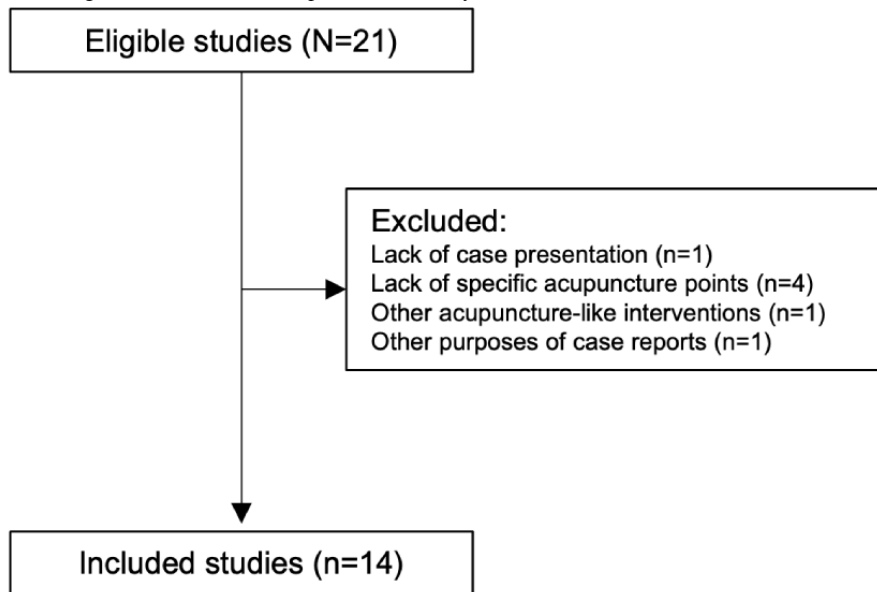 Eligible studies (N=21)
Excluded:
Lack of case presentation (n=1)
Lack of specific acupuncture points (n=4)
Other acupuncture-like interventions (n=1)
Other purposes of case reports (n=1)
Included studies (n=14)